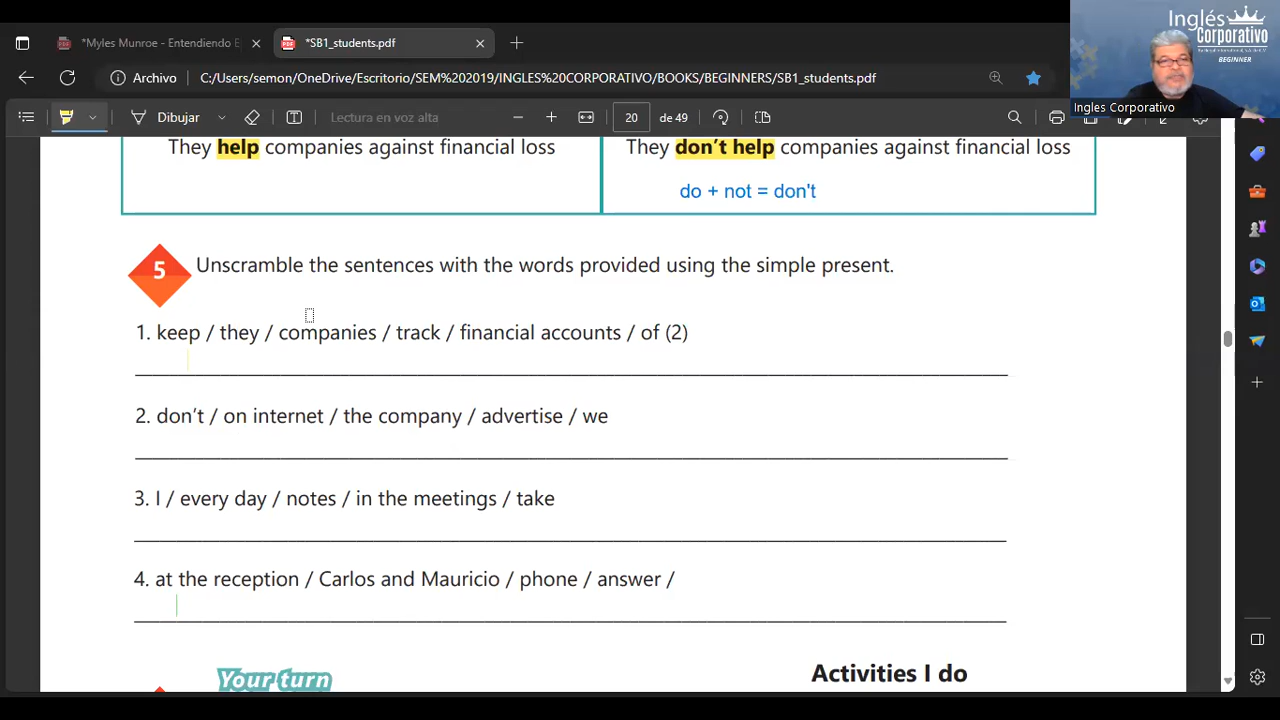 *Myles Munroe - Entendiendo E
*SB1_students.pdf
Inglés
Corporativo
BEGINNER
Ingles Corporativo
Archivo
C:/Users/semon/OneDrive/Escritorio/SEM%202019/INGLES%20CORPORATIVO/BOOKS/BEGINNERS/SB1_students.pdf
Dibujar
Lectura en voz alta
20
de 49
They help companies against financial loss
They don't help companies against financial loss
do + not = don't
5
Unscramble the sentences with the words provided using the simple present.
1. keep / they / companies / track / financial accounts / of (2)
2. don't / on internet / the company / advertise / we
3. I / every day / notes / in the meetings / take
4. at the reception / Carlos and Mauricio / phone / answer /
Your turn
Activities I do